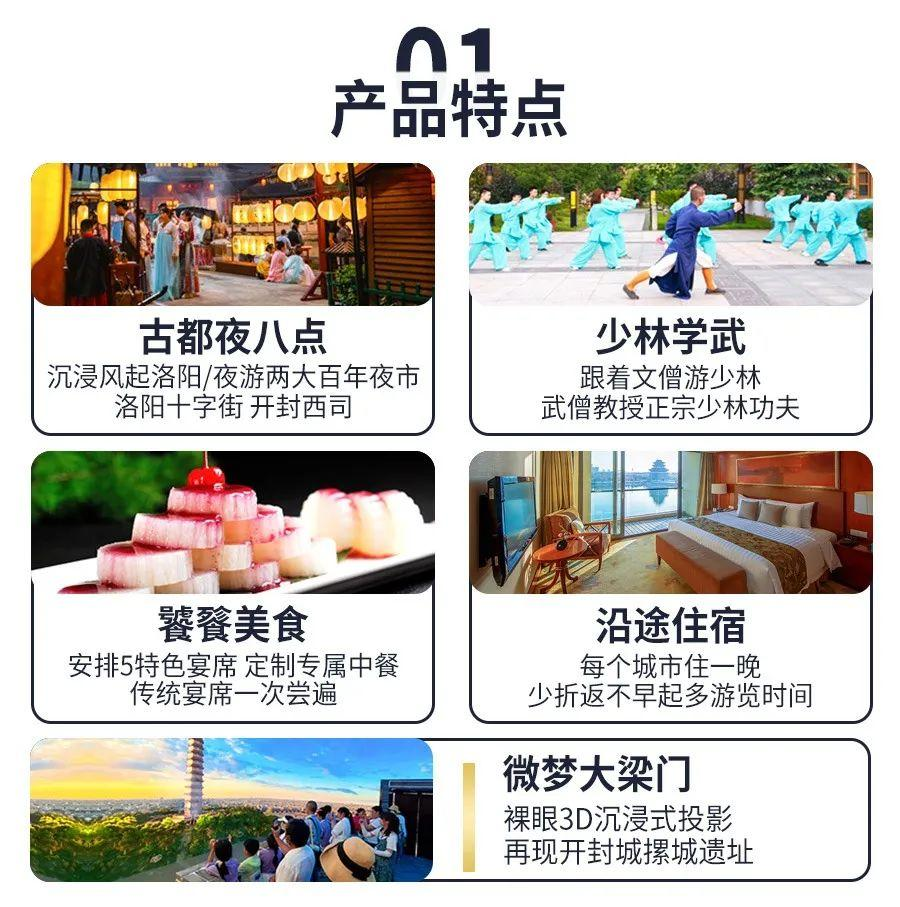 01
产品特点
古都夜八点
沉浸风起洛阳/夜游两大百年夜市
洛阳十字街 开封西司
少林学武
跟着文僧游少林
武僧教授正宗少林功夫
饕餮美食
安排5特色宴席 定制专属中餐
传统宴席一次尝遍
沿途住宿
每个城市住一晚
少折返不早起多游览时间
微梦大梁门
裸眼3D沉浸式投影
再现开封城摞城遗址